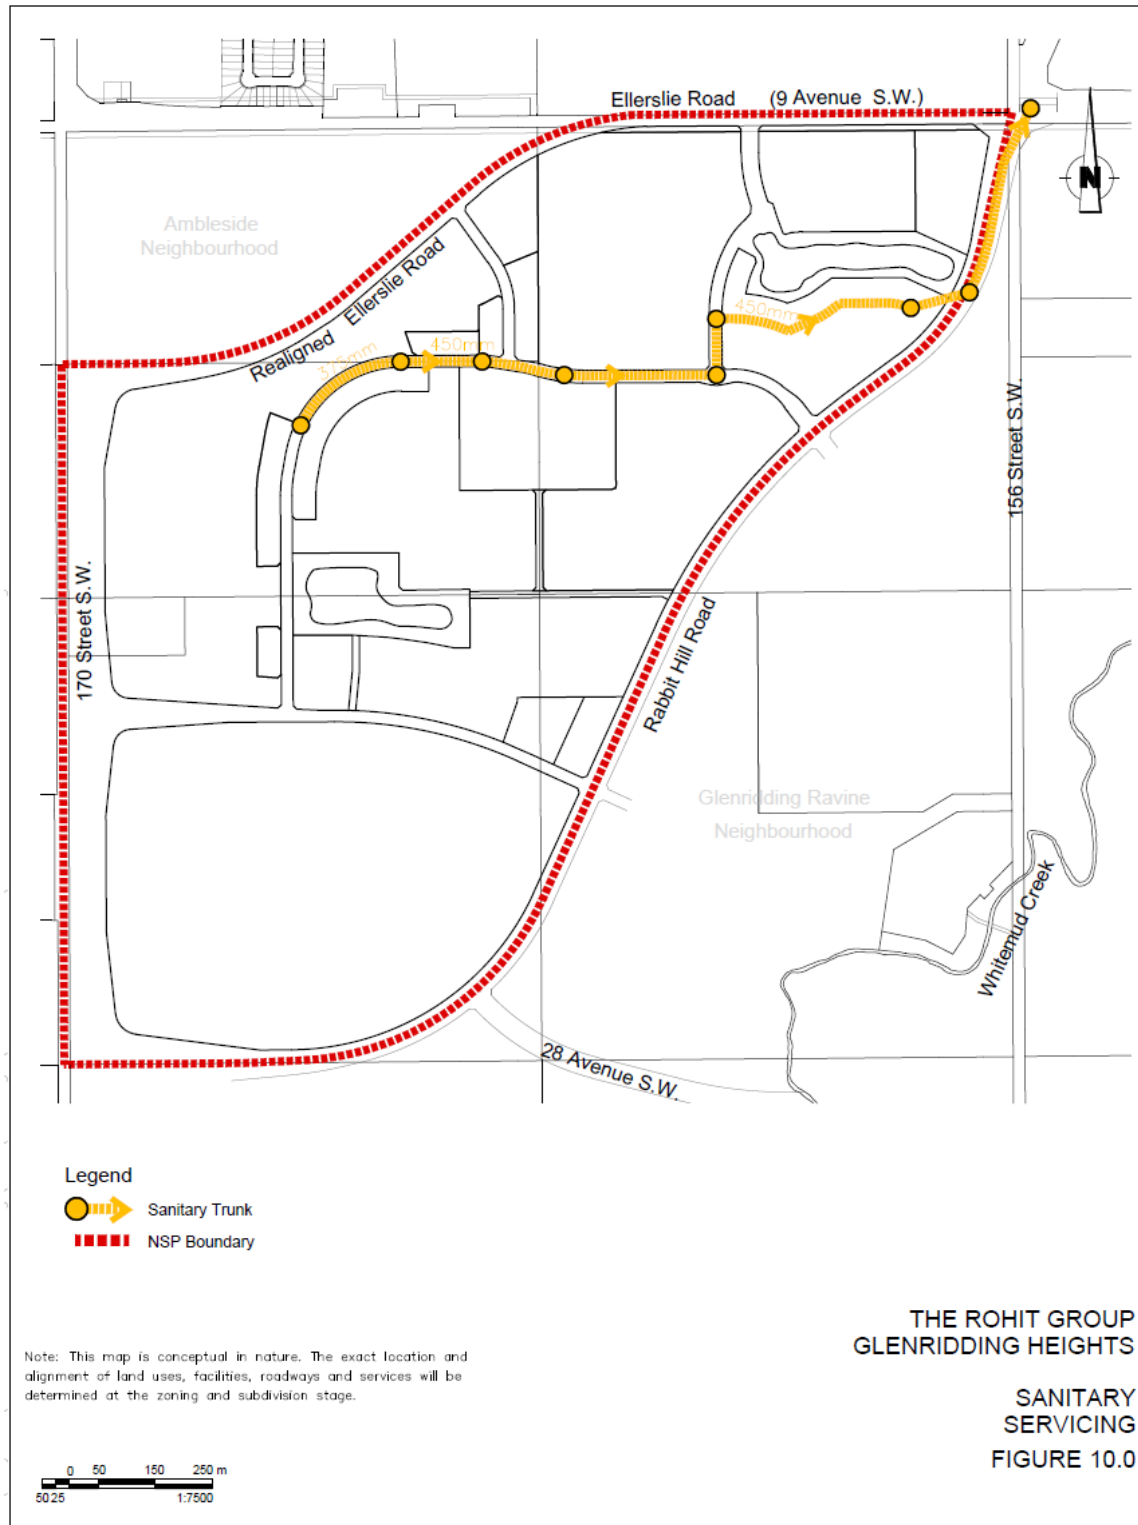 Ellerslie Road (9 Avenue S.W.)
N
Ambleside
Neighbourhood
Realigned Ellerslie Road
375mm
450mm
450mm
156 Street S.W.
170 Street S.W.
Rabbit Hill Road
Glenridding Ravine
Neighbourhood
Whitemud Creek
28 Avenue S.W.
Legend
Sanitary Trunk
NSP Boundary
THE ROHIT GROUP
GLENRIDDING HEIGHTS
Note: This map is conceptual in nature. The exact location and
alignment of land uses, facilities, roadways and services will be
determined at the zoning and subdivision stage.
SANITARY
SERVICING
FIGURE 10.0
0 50 150 250 m
5025 1:7500